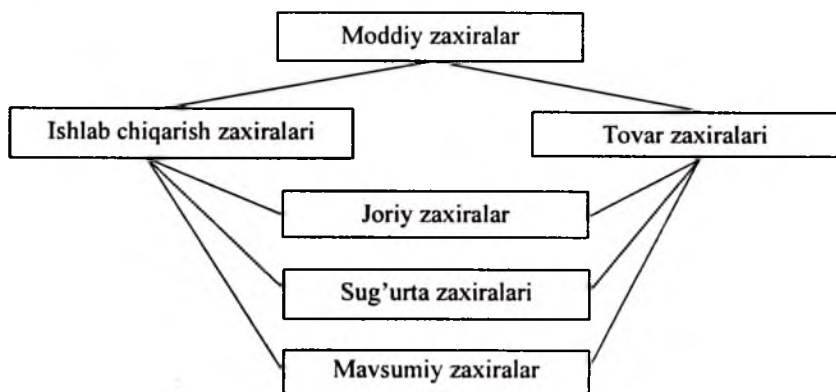 Moddiy zaxiralar
Ishlab chiqarish zaxiralari
Tovar zaxiralari
Joriy zaxiralar
Sug'urta zaxiralari
Mavsumiy zaxiralar